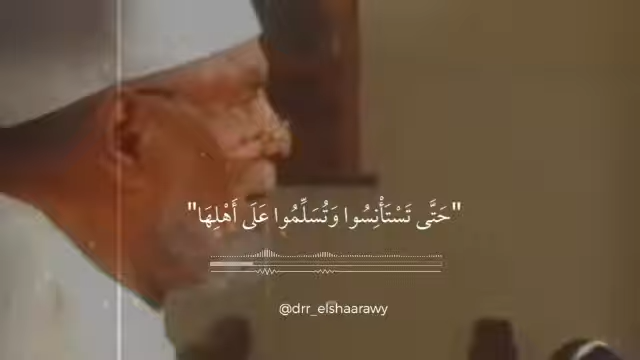 "حَتَّى تَسْتَأْنِسُوا وَتُسَلِّمُوا عَلَى أَهْلِهَا"
@drr_elshaarawy